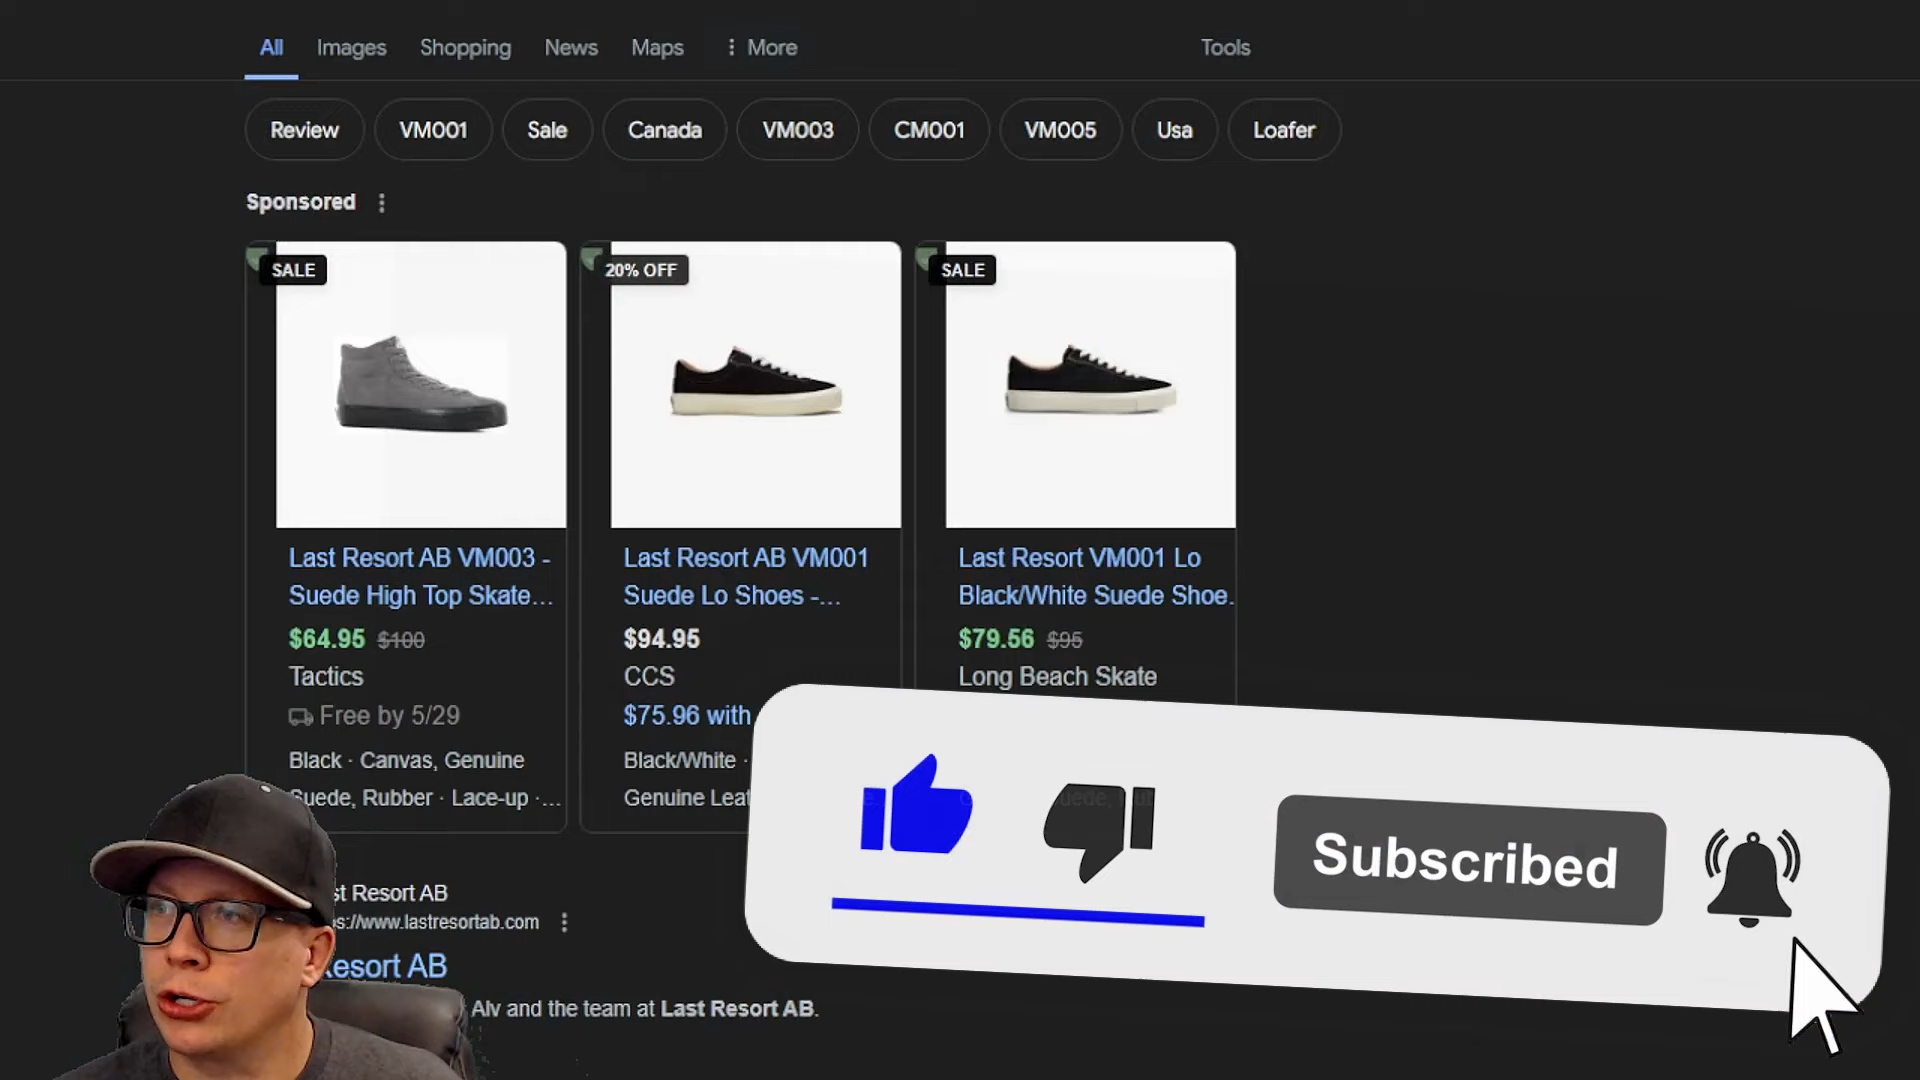 All Images Shopping News Maps More Tools
Review VM001 Sale Canada VM003 CM001 VM005 Usa Loafer
Sponsored
SALE
Last Resort AB VM003 -
Suede High Top Skate...
$64.95 $100
Tactics
Free by 5/29
Black · Canvas, Genuine
Suede, Rubber · Lace-up ·...
20% OFF
Last Resort AB VM001
Suede Lo Shoes -...
$94.95
CCS
$75.96 with
Black/White ·
Genuine Leat
SALE
Last Resort VM001 Lo
Black/White Suede Shoe.
$79.56 $95
Long Beach Skate
Subscribed
st Resort AB
ps://www.lastresortab.com
Resort AB
Alv and the team at Last Resort AB.